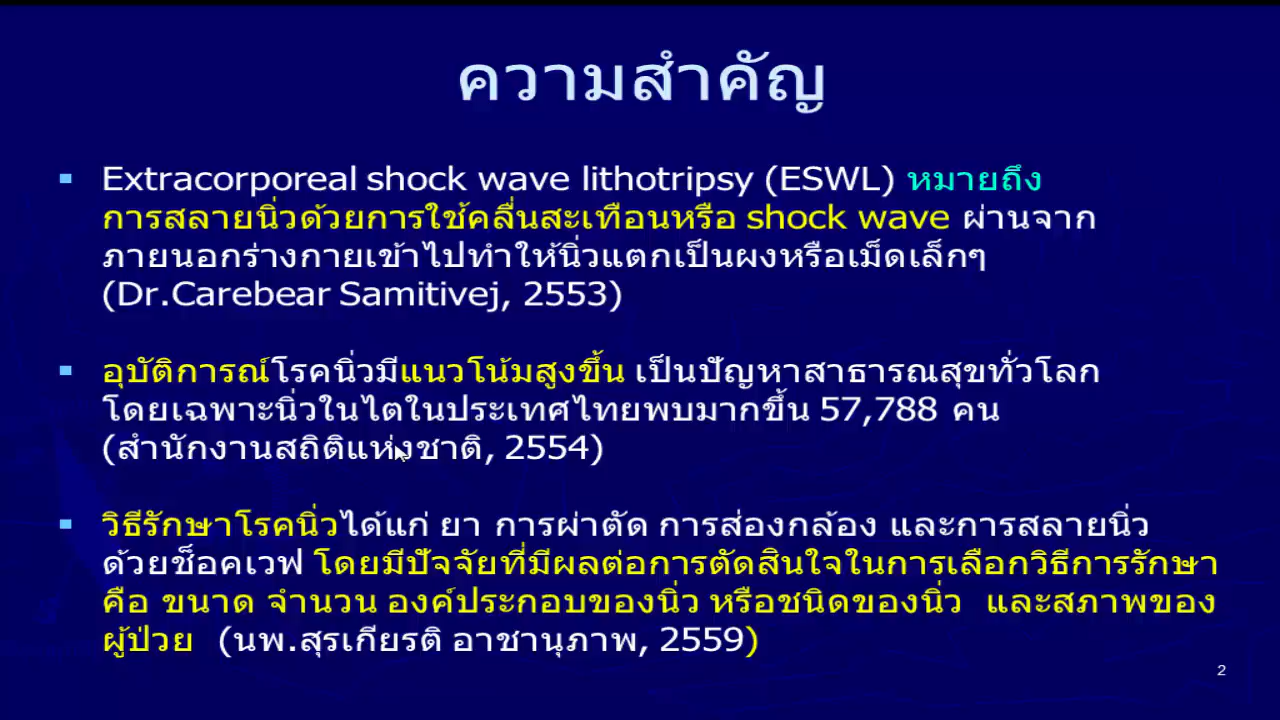 ความสำคัญ
Extracorporeal shock wave lithotripsy (ESWL) หมายถึง
การสลายนิ่วด้วยการใช้คลื่นสะเทือนหรือ shock wave ผ่านจาก
ภายนอกร่างกายเข้าไปทำให้นิ่วแตกเป็นผงหรือเม็ดเล็กๆ
(Dr.Carebear Samitivej, 2553)
อุบัติการณ์โรคนิ่วมีแนวโน้มสูงขึ้น เป็นปัญหาสาธารณสุขทั่วโลก
โดยเฉพาะนิ่วในไตในประเทศไทยพบมากขึ้น 57,788 คน
(สำนักงานสถิติแห่งชาติ, 2554)
วิธีรักษาโรคนิ่วได้แก่ ยา การผ่าตัด การส่องกล้อง และการสลายนิ่ว
ด้วยช็อคเวฟ โดยมีปัจจัยที่มีผลต่อการตัดสินใจในการเลือกวิธีการรักษา
คือ ขนาด จำนวน องค์ประกอบของนิ่ว หรือชนิดของนิ่ว และสภาพของ
ผู้ป่วย (นพ.สุรเกียรติ อาชานุภาพ, 2559)
2